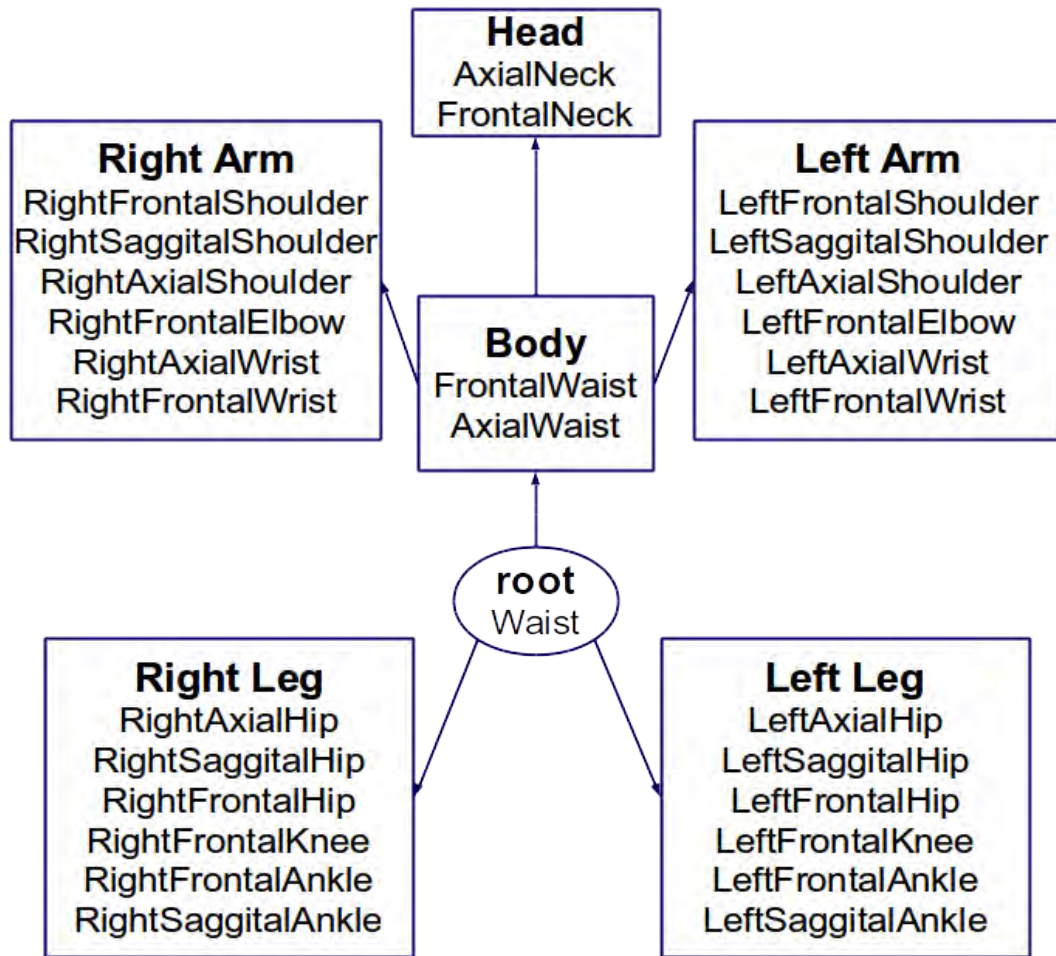 Head
AxialNeck
FrontalNeck
Right Arm
RightFrontalShoulder
RightSaggitalShoulder
RightAxialShoulder
RightFrontalElbow
RightAxialWrist
RightFrontalWrist
Left Arm
LeftFrontalShoulder
LeftSaggitalShoulder
LeftAxialShoulder
LeftFrontalElbow
LeftAxialWrist
LeftFrontalWrist
Body
FrontalWaist
AxialWaist
root
Waist
Right Leg
RightAxialHip
RightSaggitalHip
RightFrontalHip
RightFrontalKnee
RightFrontalAnkle
RightSaggitalAnkle
Left Leg
LeftAxialHip
LeftSaggitalHip
LeftFrontalHip
LeftFrontalKnee
LeftFrontalAnkle
LeftSaggitalAnkle